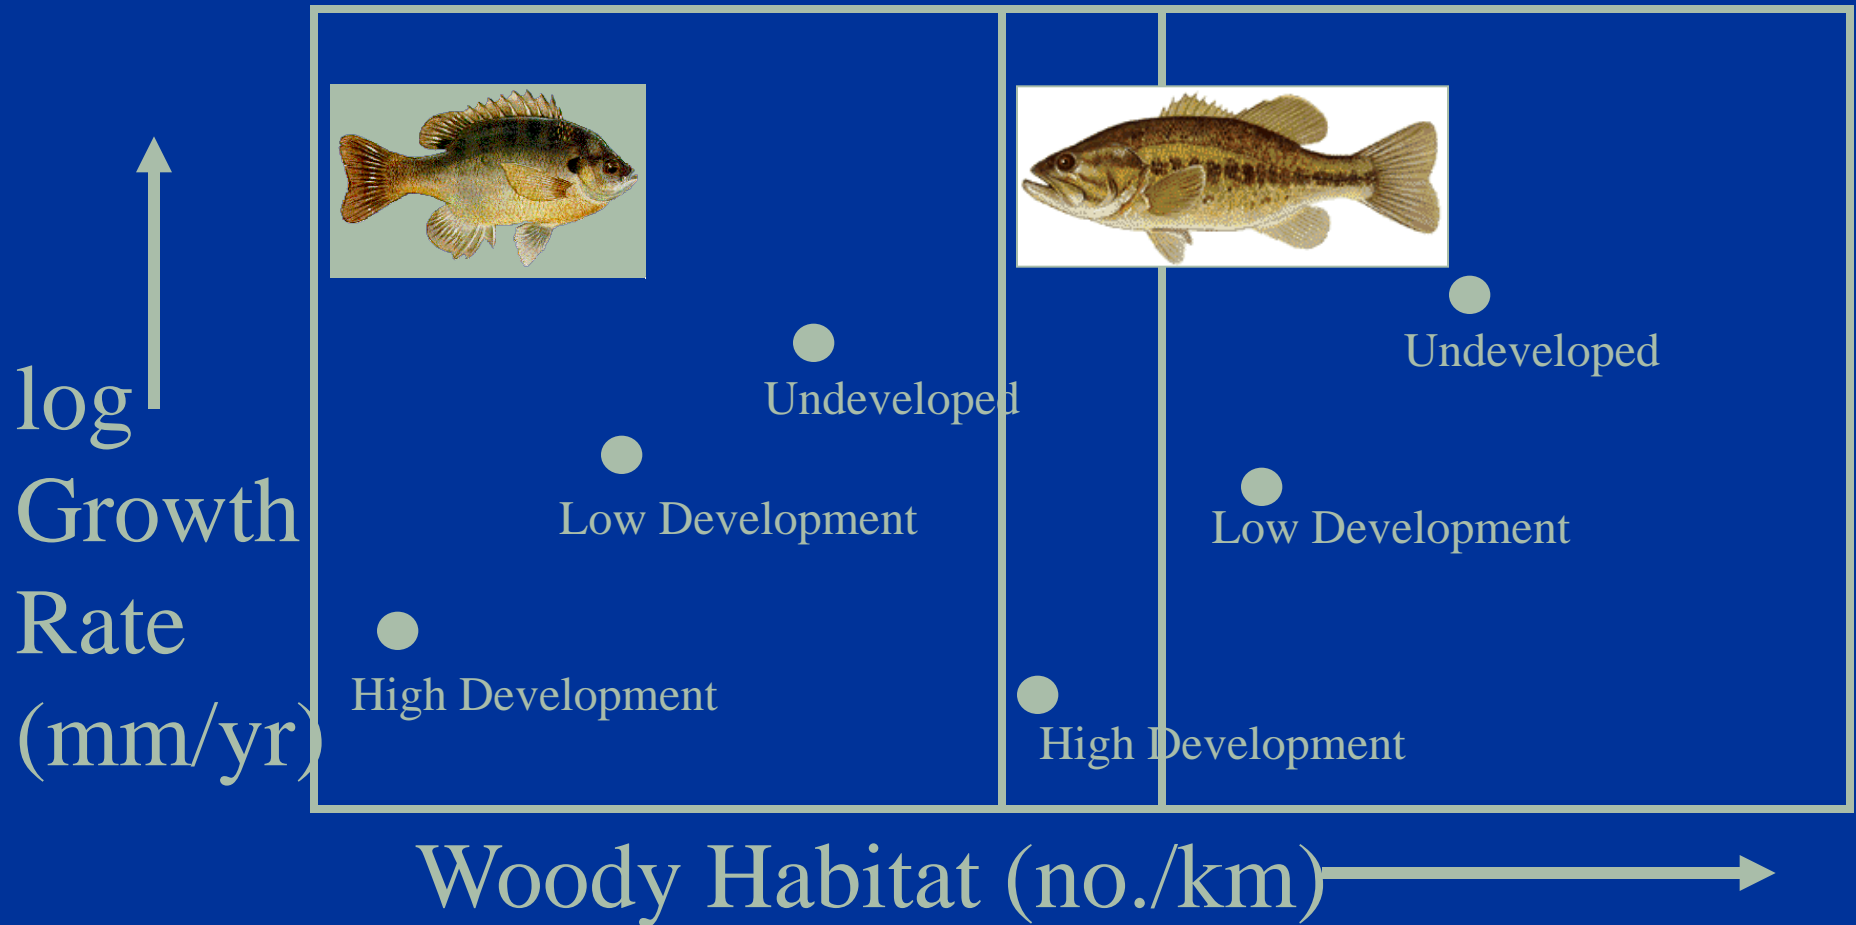 log
Growth
Rate
(mm/yr)
Undeveloped
Low Development
High Development
Undeveloped
Low Development
High Development
Woody Habitat (no./km)